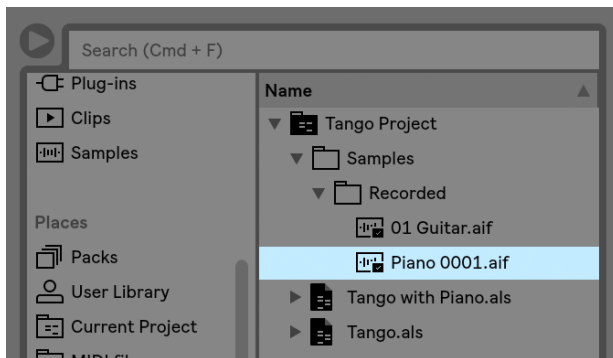 Search (Cmd + F)
Plug-ins
Clips
Samples
Places
Packs
User Library
Current Project
Name
Tango Project
Samples
Recorded
01 Guitar.aif
Piano 0001.aif
Tango with Piano.als
Tango.als